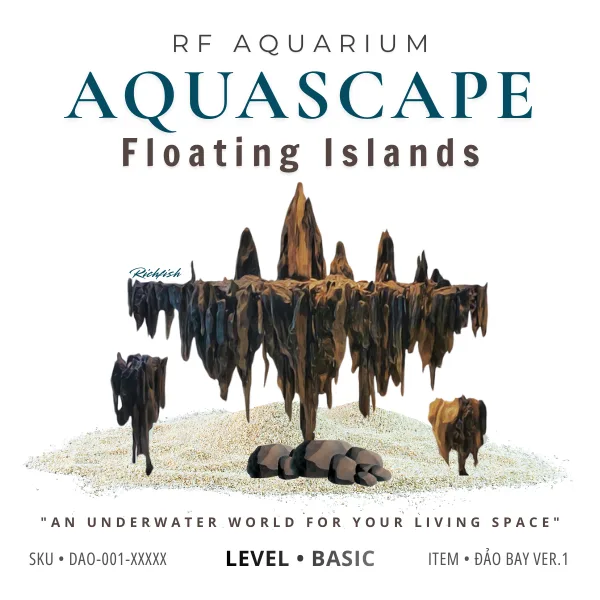 RF AQUARIUM
AQUASCAPE
Floating Islands
Richfish
"AN UNDERWATER WORLD FOR YOUR LIVING SPACE"
SKU • DAO-001-XXXXX
LEVEL • BASIC
ITEM • ĐẢO BAY VER.1